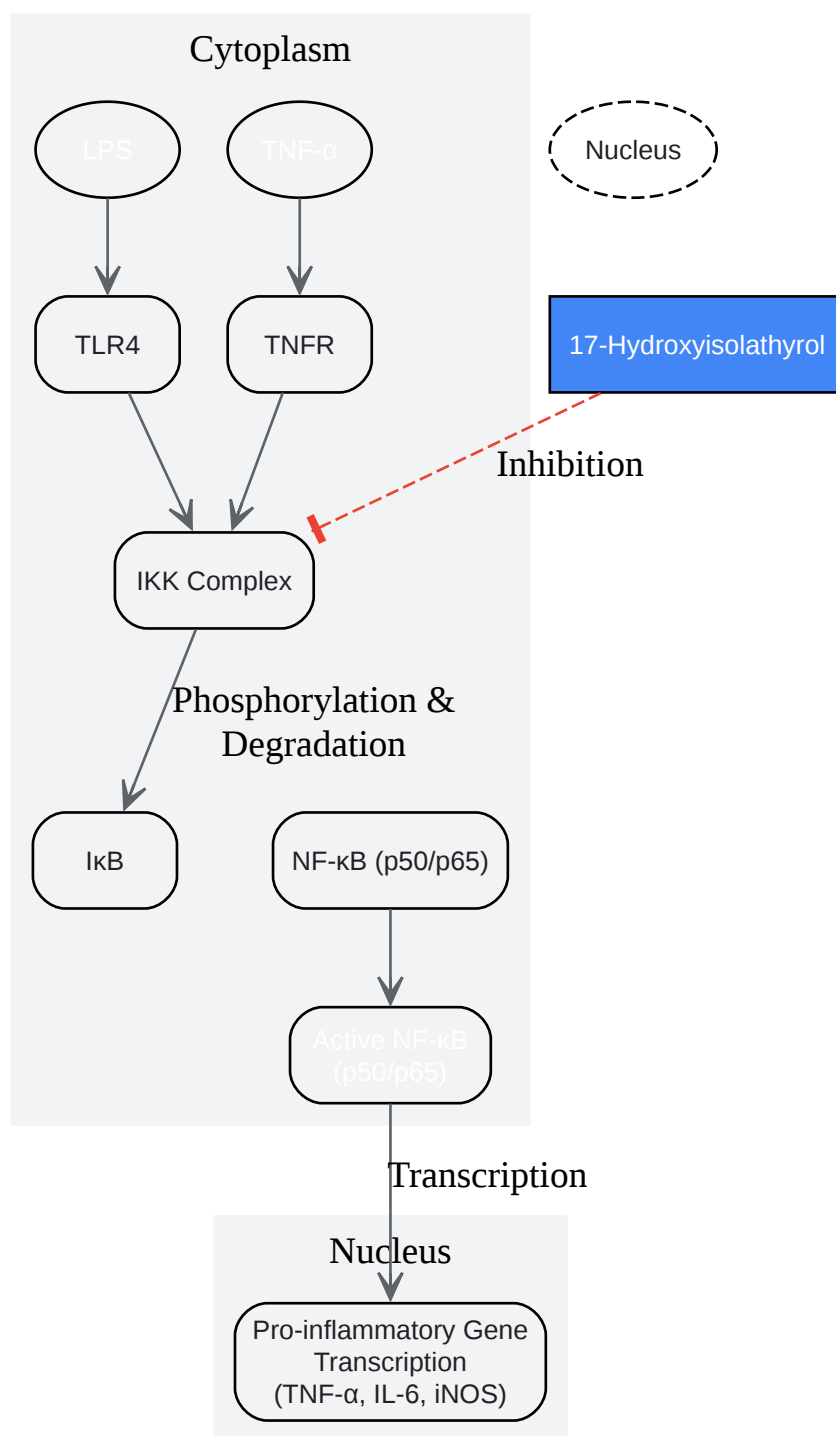 Cytoplasm
LPS
TNF-α
Nucleus
TLR4
TNFR
17-Hydroxyisolathyrol
Inhibition
IKK Complex
Phosphorylation &
Degradation
IκB
NF-κB (p50/p65)
Active NF-κB
(p50/p65)
Transcription
Nucleus
Pro-inflammatory Gene
Transcription
(TNF-α, IL-6, iNOS)